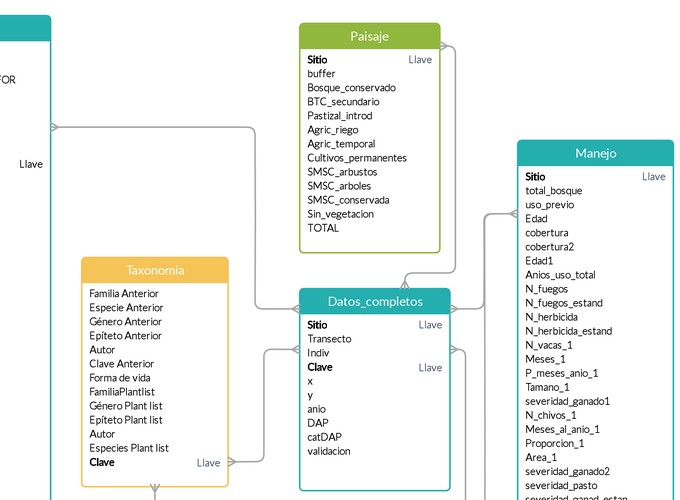 FOR
Llave
Paisaje
Sitio Llave
buffer
Bosque_conservado
BTC_secundario
Pastizal_introd
Agric_riego
Agric_temporal
Cultivos_permanentes
SMSC_arbustos
SMSC_arboles
SMSC_conservada
Sin_vegetacion
TOTAL
Taxonomia
Familia Anterior
Especie Anterior
Género Anterior
Epíteto Anterior
Autor
Clave Anterior
Forma de vida
FamiliaPlantlist
Género Plant list
Epíteto Plant list
Autor
Especies Plant list
Clave Llave
Datos_completos
Sitio Llave
Transecto
Indiv
Clave Llave
x
y
anio
DAP
catDAP
validacion
Manejo
Sitio Llave
total_bosque
uso_previo
Edad
cobertura
cobertura2
Edad1
Anios_uso_total
N_fuegos
N_fuegos_estand
N_herbicida
N_herbicida_estand
N_vacas_1
Meses_1
P_meses_anio_1
Tamano_1
severidad_ganado1
N_chivos_1
Meses_al_anio_1
Proporcion_1
Area_1
severidad_ganado2
severidad_pasto
severidad_ganad_estan